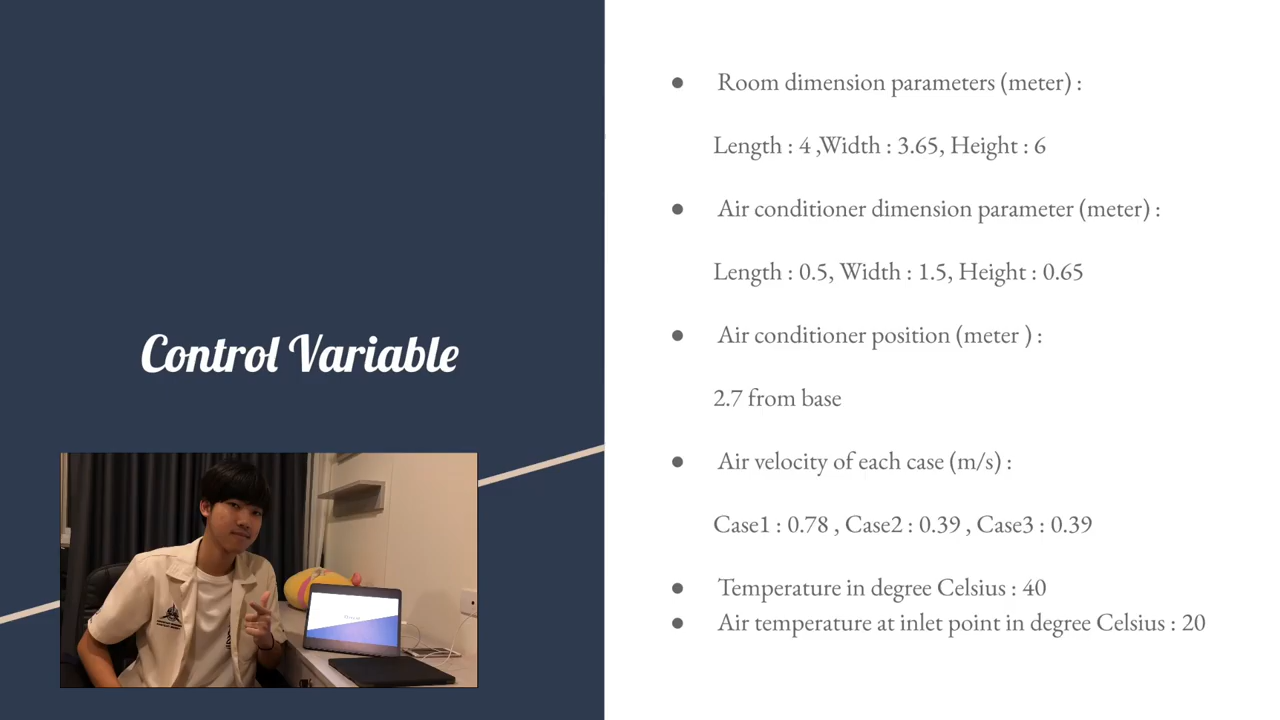 Control Variable
● Room dimension parameters (meter) :
Length : 4 ,Width : 3.65, Height : 6
● Air conditioner dimension parameter (meter) :
Length : 0.5, Width : 1.5, Height : 0.65
● Air conditioner position (meter ) :
2.7 from base
● Air velocity of each case (m/s) :
Case1 : 0.78 , Case2 : 0.39 , Case3 : 0.39
● Temperature in degree Celsius : 40
● Air temperature at inlet point in degree Celsius : 20